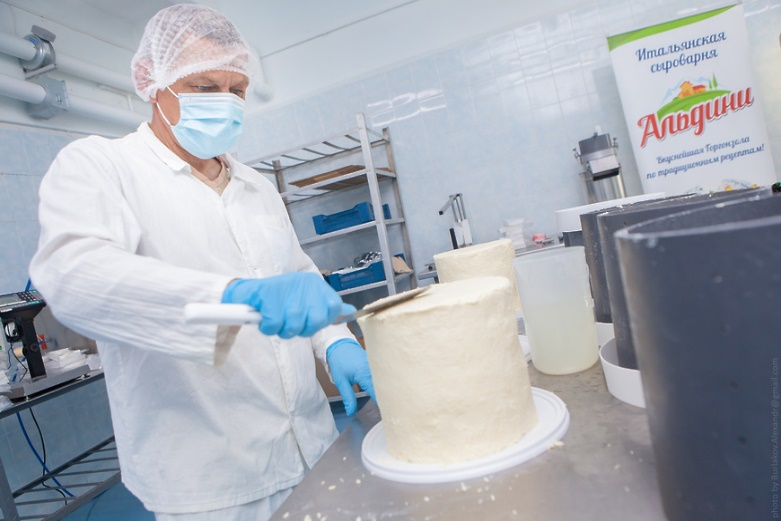 Итальянская
сыроварня
Альдини
Вкуснейшая Горгонзола
по традиционным рецептам!